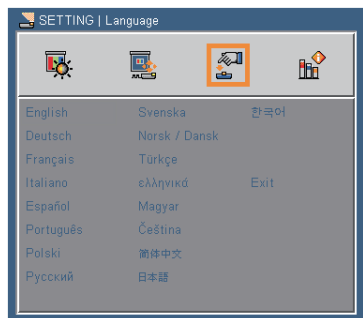 SETTING | Language
English Svenska 한국어
Deutsch Norsk / Dansk
Français Türkçe
Italiano ελληνικά Exit
Español Magyar
Português Čeština
Polski 简体中文
Русский 日本語